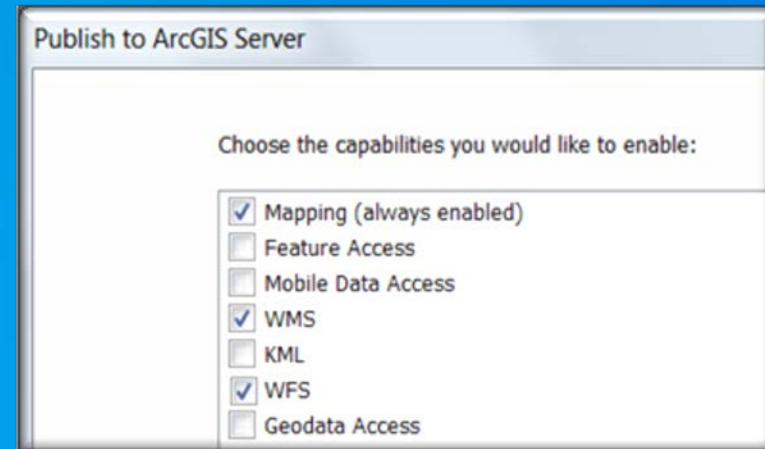 Publish to ArcGIS Server
Choose the capabilities you would like to enable:
Mapping (always enabled)
Feature Access
Mobile Data Access
WMS
KML
WFS
Geodata Access